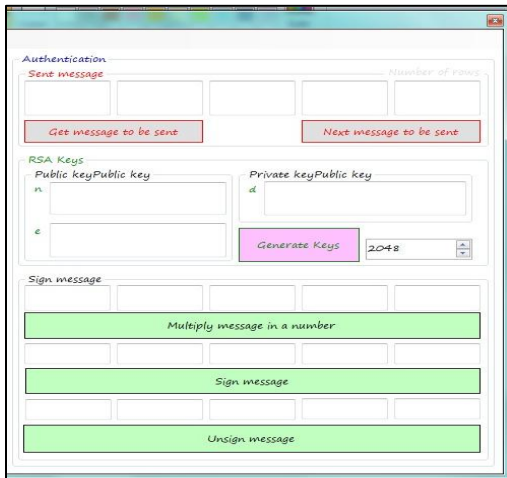 Authentication
Sent message Number of rows
Get message to be sent Next message to be sent
RSA Keys
Public keyPublic key Private keyPublic key
n d
e
Generate Keys 2048
Sign message
Multiply message in a number
Sign message
Unsign message